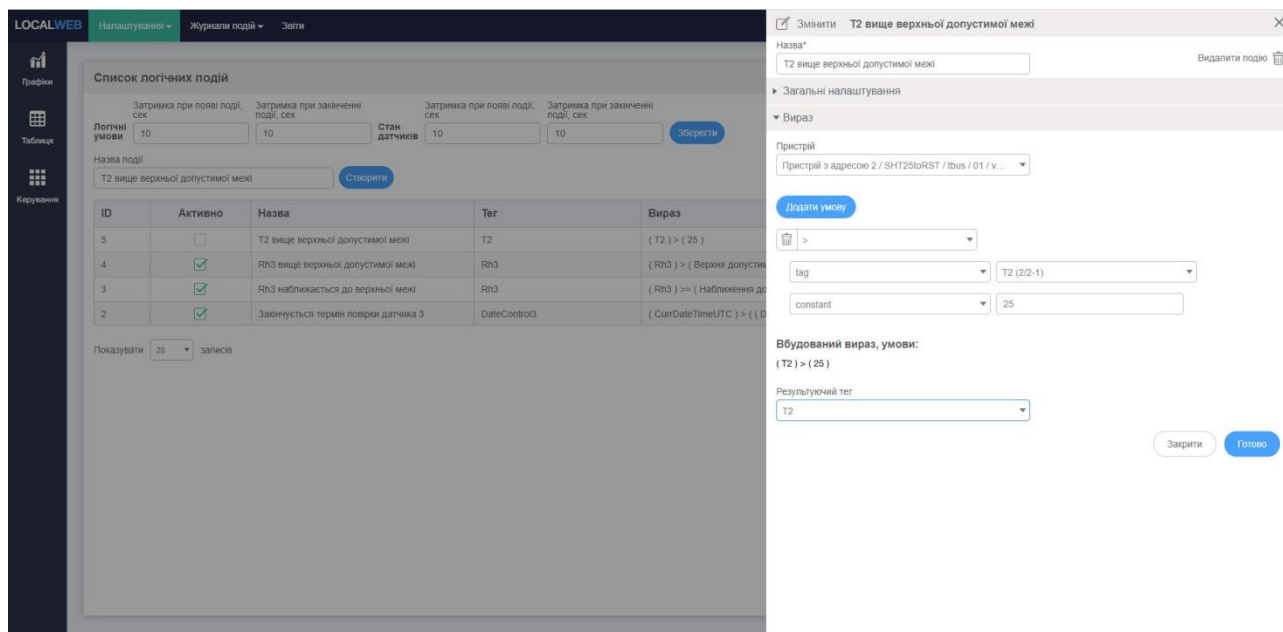 LOCALWEB
Налаштування
Журнали подій
Звіти
Графіки
Таблиця
Керування
Список логічних подій
Затримка при появі події, сек
Затримка при закінченні події, сек
Затримка при появі події, сек
Затримка при закінченні події, сек
Логічні умови
10
10
Стан датчиків
10
10
Зберегти
Назва події
Т2 вище верхньої допустимої межі
Створити
ID Активно Назва Тег Вираз
5 Т2 вище верхньої допустимої межі T2 ( T2 ) > ( 25 )
4 Rh3 вище верхньої допустимої межі Rh3 ( Rh3 ) > ( Верхня допустим
3 Rh3 наближається до верхньої межі Rh3 ( Rh3 ) >= ( Наближення до
2 Закінчується термін повірки датчика 3 DateControl3 ( CurrDateTimeUTC ) > ( ( D
Показувати 20 записів
Змінити Т2 вище верхньої допустимої межі
Назва*
Т2 вище верхньої допустимої межі
Видалити подію
Загальні налаштування
Вираз
Пристрій
Пристрій з адресою 2 / SHT25toRST / tbus / 01 / v...
Додати умову
>
tag
T2 (2/2-1)
constant
25
Вбудований вираз, умови:
( T2 ) > ( 25 )
Результуючий тег
T2
Закрити
Готово